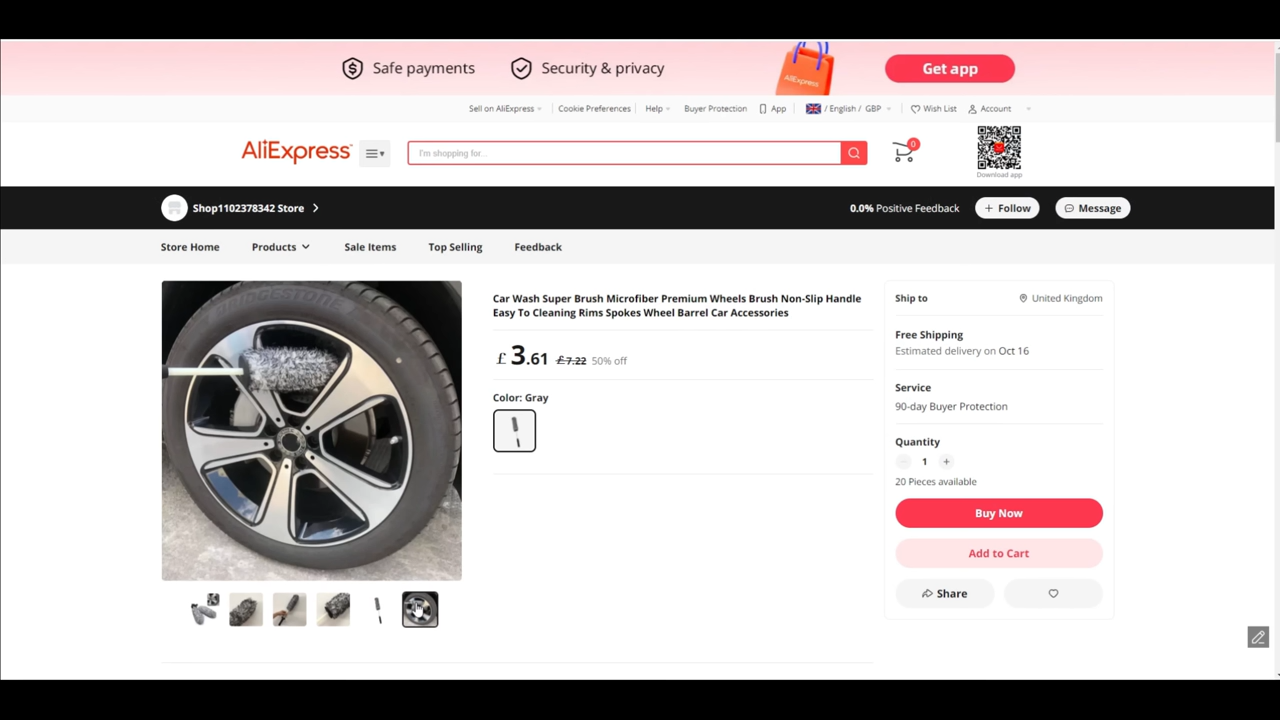 Safe payments
Security & privacy
AliExpress
Get app
Sell on AliExpress
Cookie Preferences
Help
Buyer Protection
App
/ English / GBP
Wish List
Account
AliExpress
I'm shopping for...
0
Download app
Shop1102378342 Store
0.0% Positive Feedback
+ Follow
Message
Store Home
Products
Sale Items
Top Selling
Feedback
BRIDGESTONE
Car Wash Super Brush Microfiber Premium Wheels Brush Non-Slip Handle
Easy To Cleaning Rims Spokes Wheel Barrel Car Accessories
£ 3.61 £7.22 50% off
Color: Gray
Ship to
United Kingdom
Free Shipping
Estimated delivery on Oct 16
Service
90-day Buyer Protection
Quantity
1
20 Pieces available
Buy Now
Add to Cart
Share